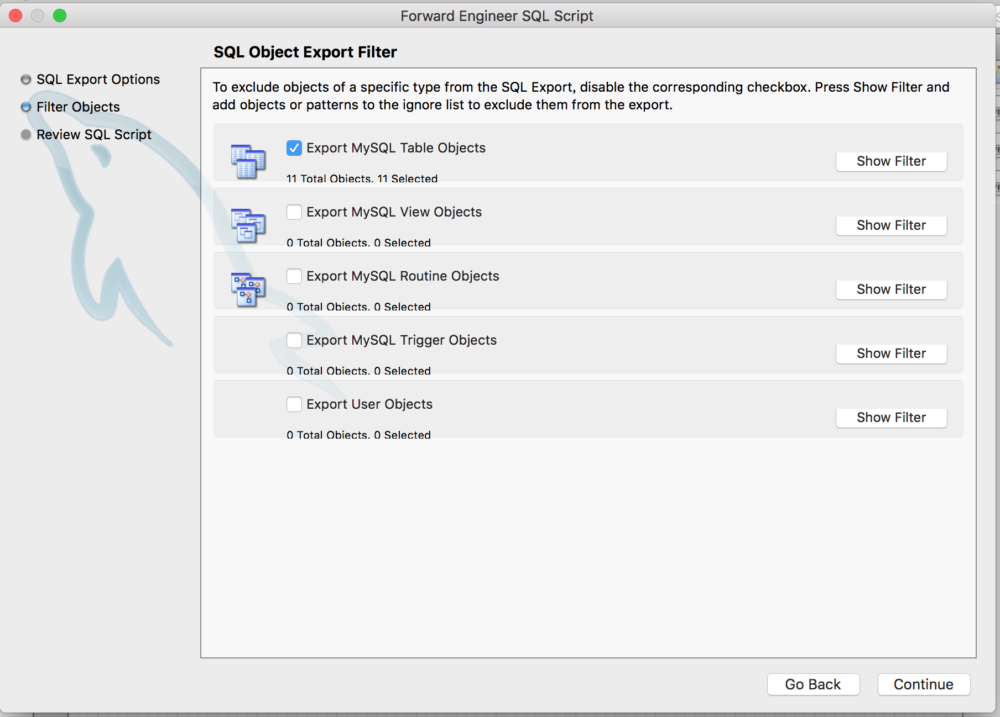 Forward Engineer SQL Script
SQL Object Export Filter
SQL Export Options
Filter Objects
Review SQL Script
To exclude objects of a specific type from the SQL Export, disable the corresponding checkbox. Press Show Filter and
add objects or patterns to the ignore list to exclude them from the export.
Export MySQL Table Objects
Show Filter
11 Total Objects, 11 Selected
Export MySQL View Objects
Show Filter
0 Total Objects, 0 Selected
Export MySQL Routine Objects
Show Filter
0 Total Objects, 0 Selected
Export MySQL Trigger Objects
Show Filter
0 Total Objects, 0 Selected
Export User Objects
Show Filter
0 Total Objects, 0 Selected
Go Back
Continue